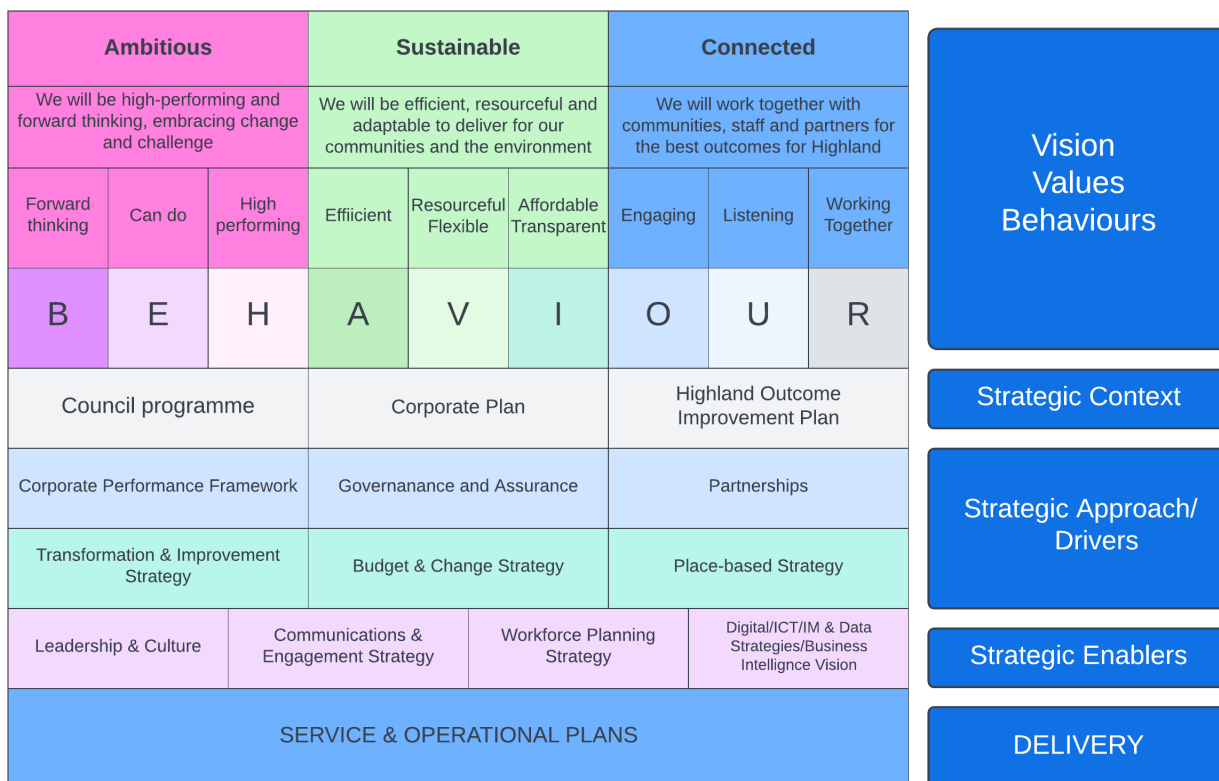 Ambitious
Sustainable
Connected
We will be high-performing and
forward thinking, embracing change
and challenge
We will be efficient, resourceful and
adaptable to deliver for our
communities and the environment
We will work together with
communities, staff and partners for
the best outcomes for Highland
Forward
thinking
Can do
High
performing
Effiicient
Resourceful
Flexible
Affordable
Transparent
Engaging
Listening
Working
Together
B
E
H
A
V
I
O
U
R
Vision
Values
Behaviours
Council programme
Corporate Plan
Highland Outcome
Improvement Plan
Strategic Context
Corporate Performance Framework
Governanance and Assurance
Partnerships
Transformation & Improvement
Strategy
Budget & Change Strategy
Place-based Strategy
Strategic Approach/
Drivers
Leadership & Culture
Communications &
Engagement Strategy
Workforce Planning
Strategy
Digital/ICT/IM & Data
Strategies/Business
Intellignce Vision
Strategic Enablers
SERVICE & OPERATIONAL PLANS
DELIVERY